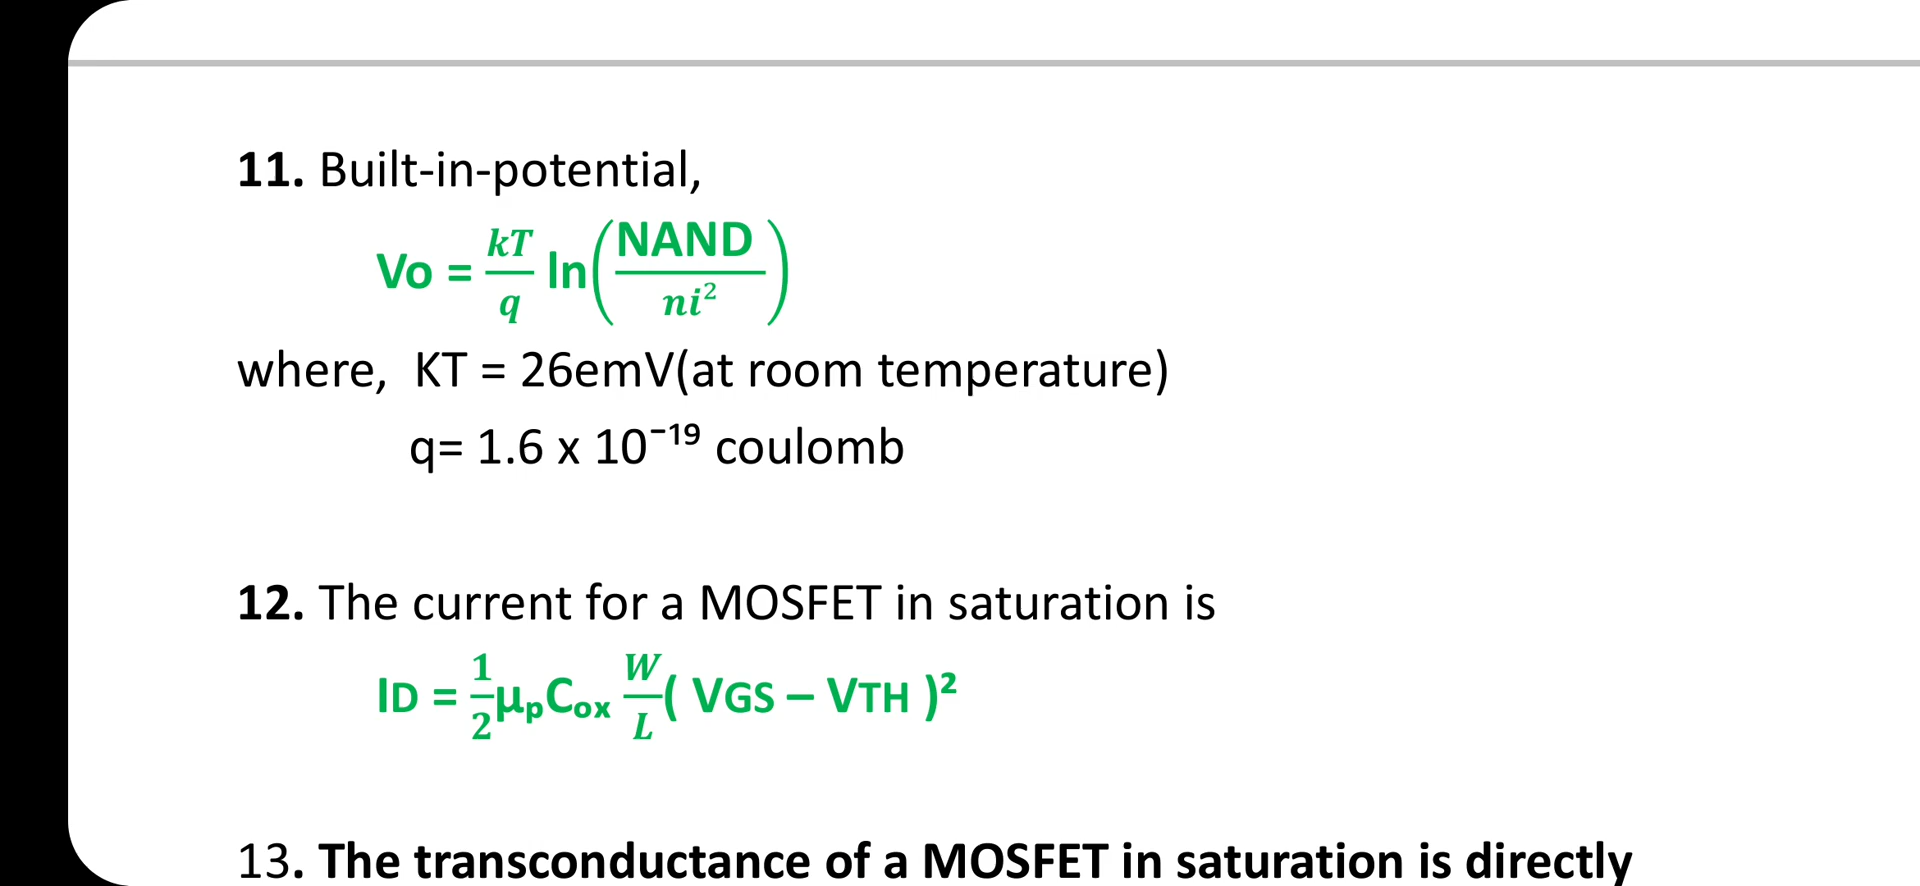 11. Built-in-potential,
Vo = kT/q ln(NAND/ni²)
where, KT = 26emV(at room temperature)
q= 1.6 x 10⁻¹⁹ coulomb
12. The current for a MOSFET in saturation is
ID = 1/2 µₚCₒₓ W/L ( VGS – VTH )²
13. The transconductance of a MOSFET in saturation is directly